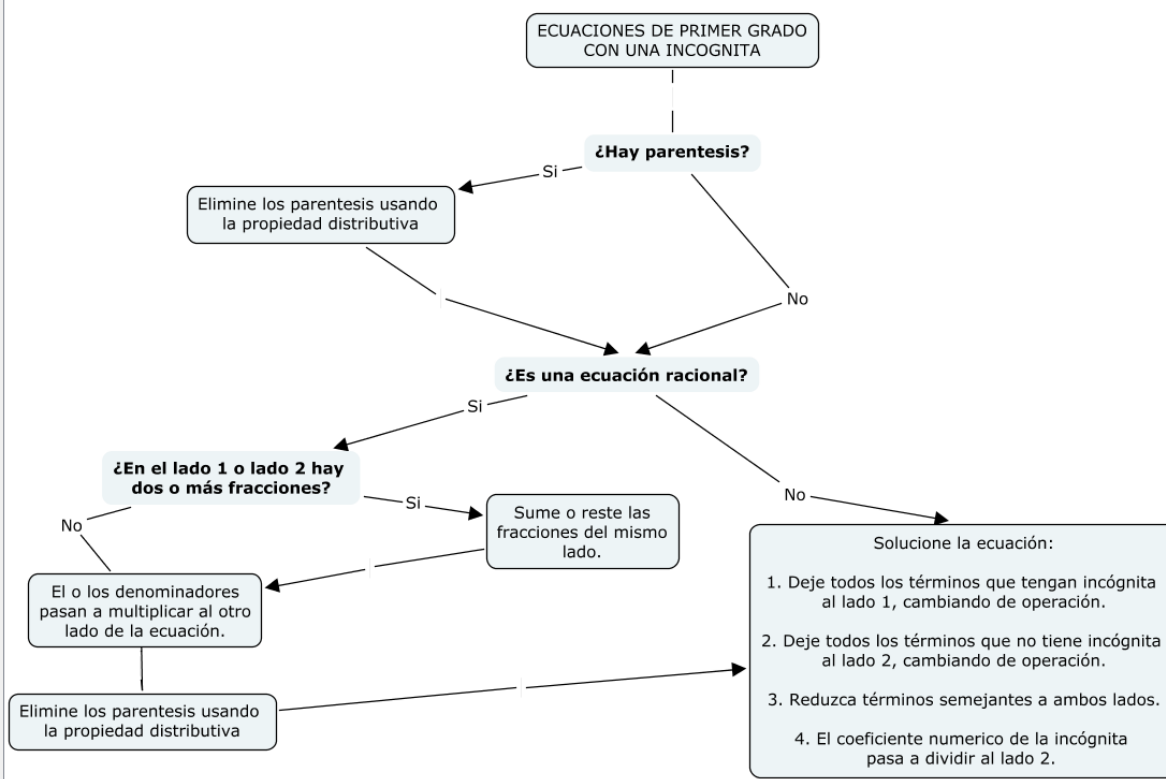 ECUACIONES DE PRIMER GRADO
CON UNA INCOGNITA
¿Hay parentesis?
Si
Elimine los parentesis usando
la propiedad distributiva
No
¿Es una ecuación racional?
Si
¿En el lado 1 o lado 2 hay
dos o más fracciones?
Si
Sume o reste las
fracciones del mismo
lado.
No
El o los denominadores
pasan a multiplicar al otro
lado de la ecuación.
Elimine los parentesis usando
la propiedad distributiva
No
Solucione la ecuación:
1. Deje todos los términos que tengan incógnita
al lado 1, cambiando de operación.
2. Deje todos los términos que no tiene incógnita
al lado 2, cambiando de operación.
3. Reduzca términos semejantes a ambos lados.
4. El coeficiente numerico de la incógnita
pasa a dividir al lado 2.